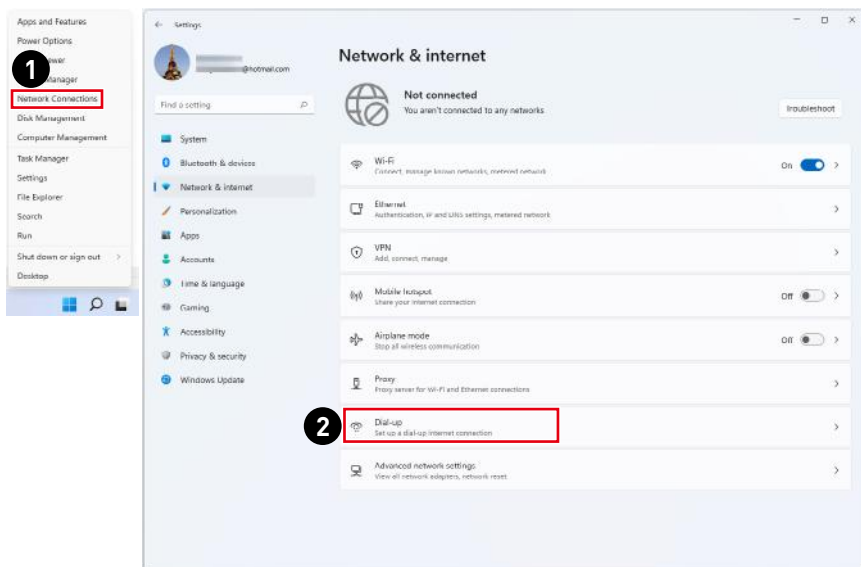 Apps and Features
Power Options
ewer
1
Manager
Network Connections
Disk Management
Computer Management
Task Manager
Settings
File Explorer
Search
Run
Shut down or sign out
Desktop
Settings
@hotmail.com
Find a setting
System
Bluetooth & devices
Network & internet
Personalization
Apps
Accounts
Time & language
Gaming
Accessibility
Privacy & security
Windows Update
Network & internet
Not connected
You aren't connected to any networks
Troubleshoot
Wi-Fi
Connect, manage known networks, metered network
On
Ethernet
Authentication, IP and DNS settings, metered network
VPN
Add, connect, manage
Mobile hotspot
Share your internet connection
Off
Airplane mode
Stop all wireless communication
Off
Proxy
Proxy server for Wi-Fi and Ethernet connections
2
Dial-up
Set up a dial-up internet connection
Advanced network settings
View all network adapters, network reset